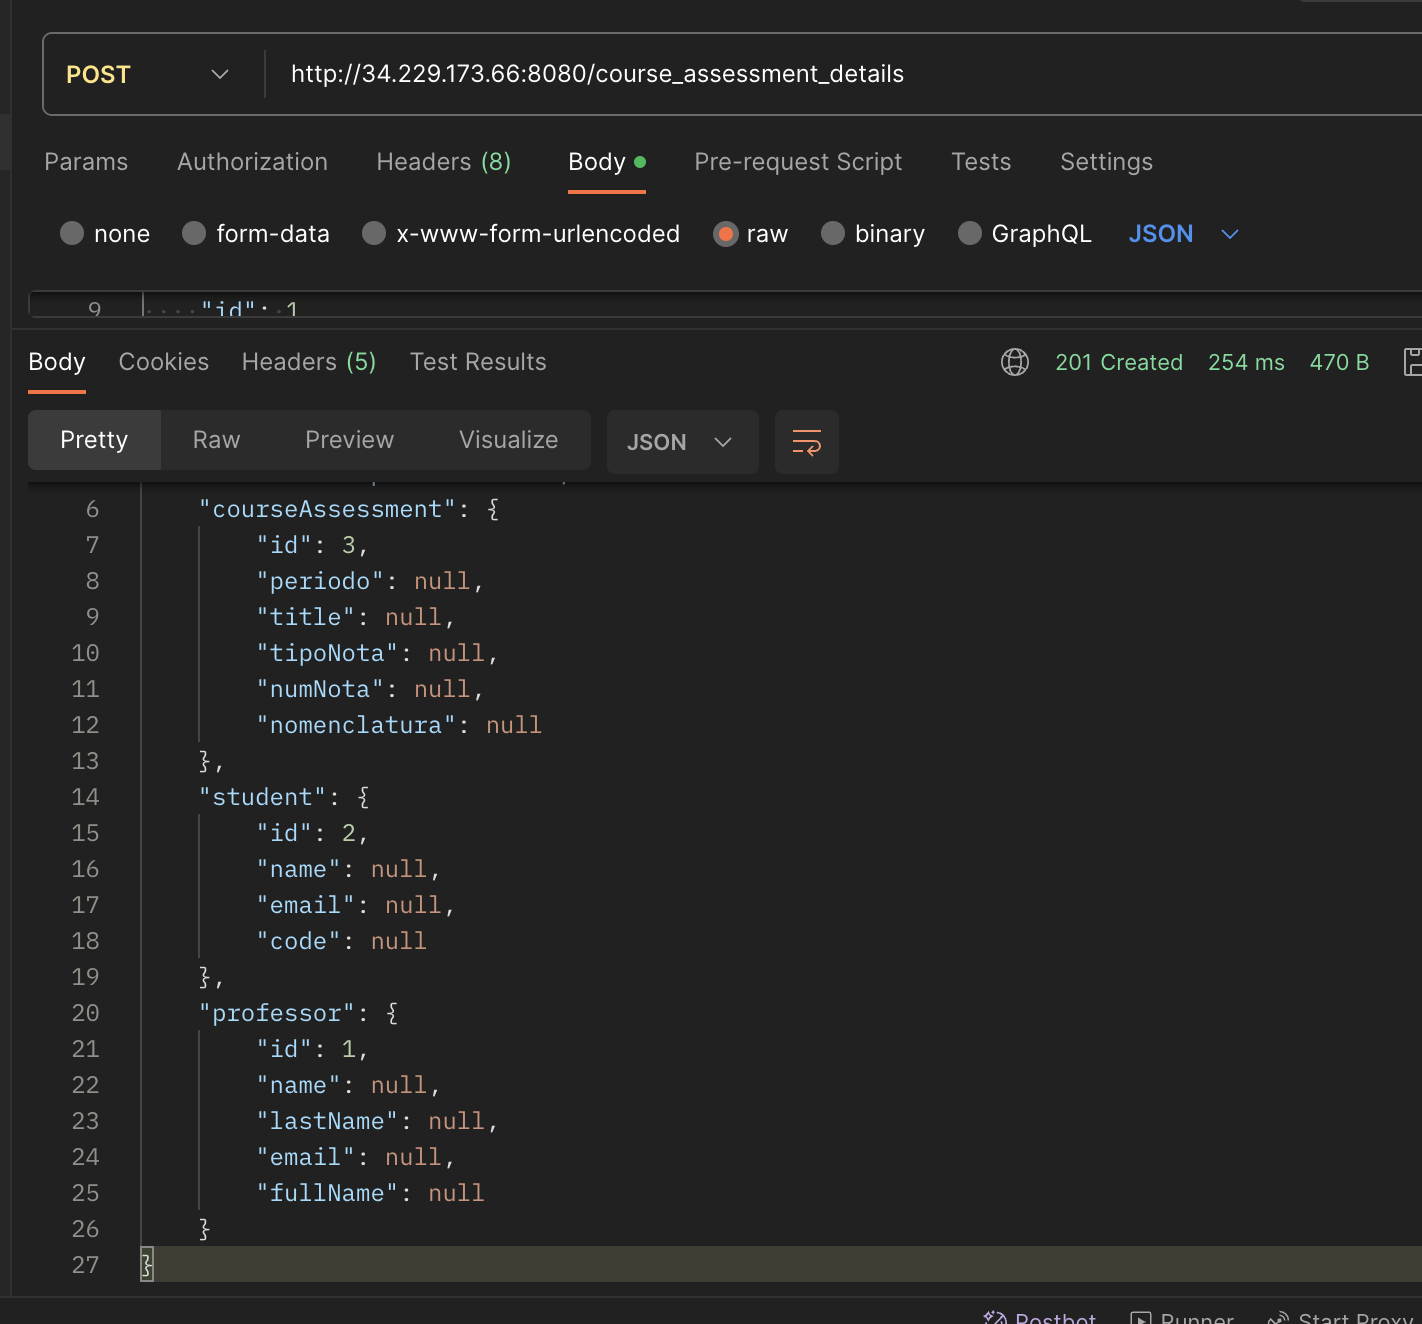 POST http://34.229.173.66:8080/course_assessment_details
Params Authorization Headers (8) Body Pre-request Script Tests Settings
none form-data x-www-form-urlencoded raw binary GraphQL JSON
9 "id": 1
Body Cookies Headers (5) Test Results 201 Created 254 ms 470 B
Pretty Raw Preview Visualize JSON
6 "courseAssessment": {
7 "id": 3,
8 "periodo": null,
9 "title": null,
10 "tipoNota": null,
11 "numNota": null,
12 "nomenclatura": null
13 },
14 "student": {
15 "id": 2,
16 "name": null,
17 "email": null,
18 "code": null
19 },
20 "professor": {
21 "id": 1,
22 "name": null,
23 "lastName": null,
24 "email": null,
25 "fullName": null
26 }
27 }
Postbot Runner Start Proxy